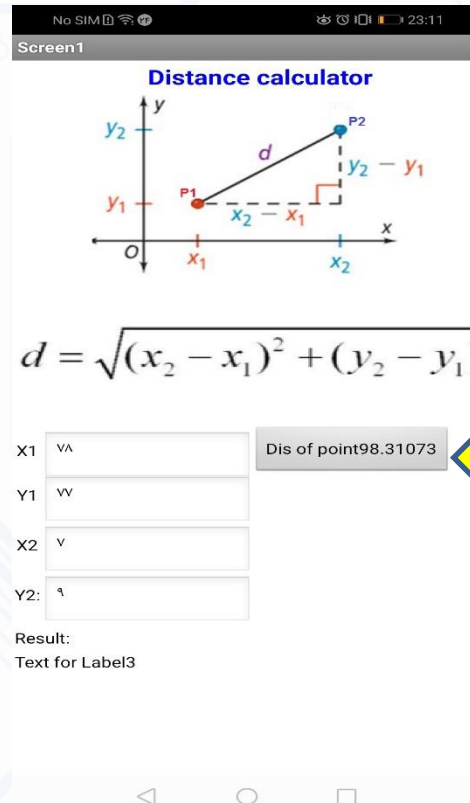 No SIM 23:11
Screen1
Distance calculator
y
y₂
P2
d
y₂ − y₁
P1
y₁
x₂ − x₁
x
O
x₁
x₂
d = √(x₂ − x₁)² + (y₂ − y₁
X1 ٧٨
Dis of point98.31073
Y1 ٧٧
X2 ٧
Y2: ٩
Result:
Text for Label3